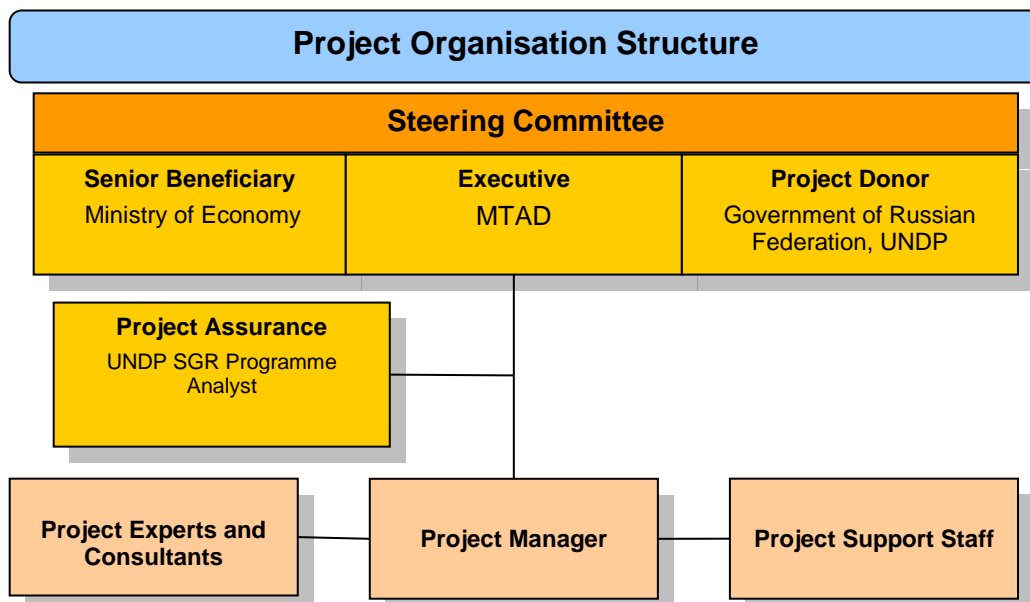 Project Organisation Structure
Steering Committee
Senior Beneficiary
Ministry of Economy
Executive
MTAD
Project Donor
Government of Russian
Federation, UNDP
Project Assurance
UNDP SGR Programme
Analyst
Project Experts and
Consultants
Project Manager
Project Support Staff